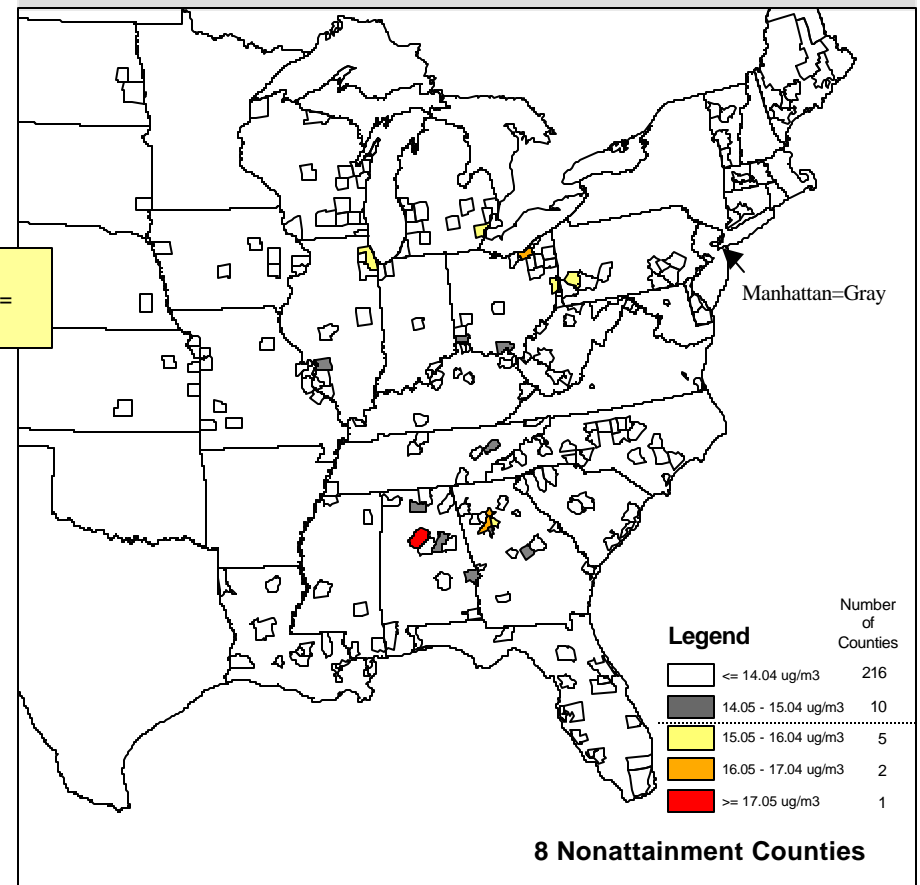 =
Manhattan=Gray
Legend
Number
of
Counties
<= 14.04 ug/m3 216
14.05 - 15.04 ug/m3 10
15.05 - 16.04 ug/m3 5
16.05 - 17.04 ug/m3 2
>= 17.05 ug/m3 1
8 Nonattainment Counties